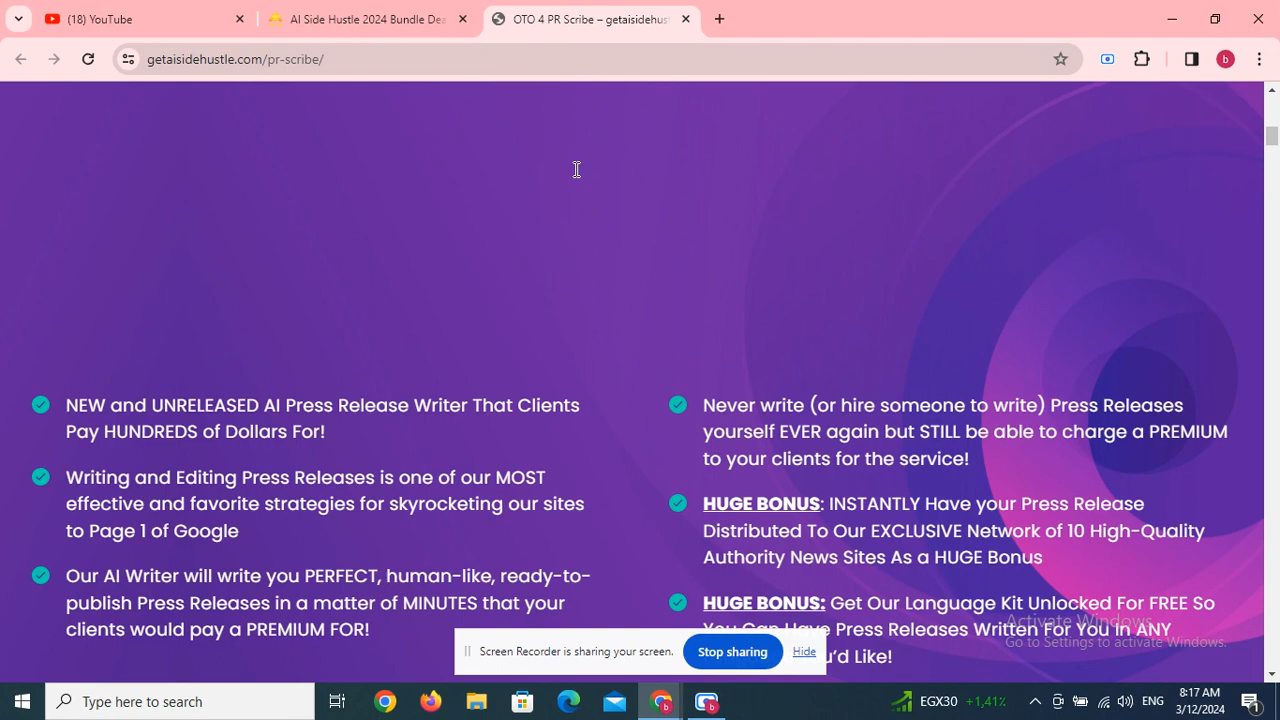 (18) YouTube
AI Side Hustle 2024 Bundle Dea
OTO 4 PR Scribe – getaisidehust
getaisidehustle.com/pr-scribe/
b
NEW and UNRELEASED AI Press Release Writer That Clients
Pay HUNDREDS of Dollars For!
Writing and Editing Press Releases is one of our MOST
effective and favorite strategies for skyrocketing our sites
to Page 1 of Google
Our AI Writer will write you PERFECT, human-like, ready-to-
publish Press Releases in a matter of MINUTES that your
clients would pay a PREMIUM FOR!
Never write (or hire someone to write) Press Releases
yourself EVER again but STILL be able to charge a PREMIUM
to your clients for the service!
HUGE BONUS: INSTANTLY Have your Press Release
Distributed To Our EXCLUSIVE Network of 10 High-Quality
Authority News Sites As a HUGE Bonus
HUGE BONUS: Get Our Language Kit Unlocked For FREE So
You Can Have Press Releases Written For You in ANY
u'd Like!
Activate Windows
Go to Settings to activate Windows.
Screen Recorder is sharing your screen.
Stop sharing
Hide
Type here to search
EGX30 +1,41%
ENG
8:17 AM
3/12/2024